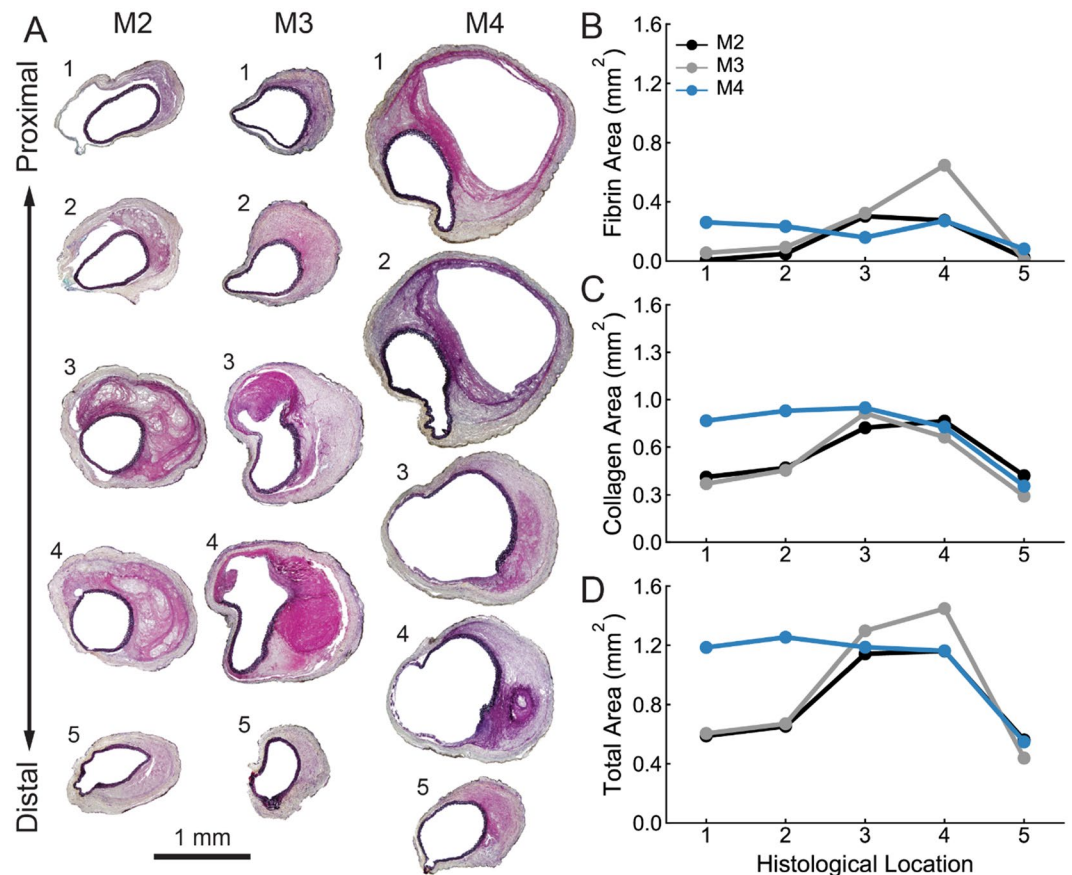 A
M2
M3
M4
Proximal
Distal
1
2
3
4
5
1
2
3
4
5
1
2
3
4
5
1 mm
B
M2
M3
M4
Fibrin Area (mm²)
1.6
1.2
0.8
0.4
0.0
1 2 3 4 5
C
Collagen Area (mm²)
1.6
1.3
1.0
0.6
0.3
0.0
1 2 3 4 5
D
Total Area (mm²)
1.6
1.2
0.8
0.4
0.0
1 2 3 4 5
Histological Location